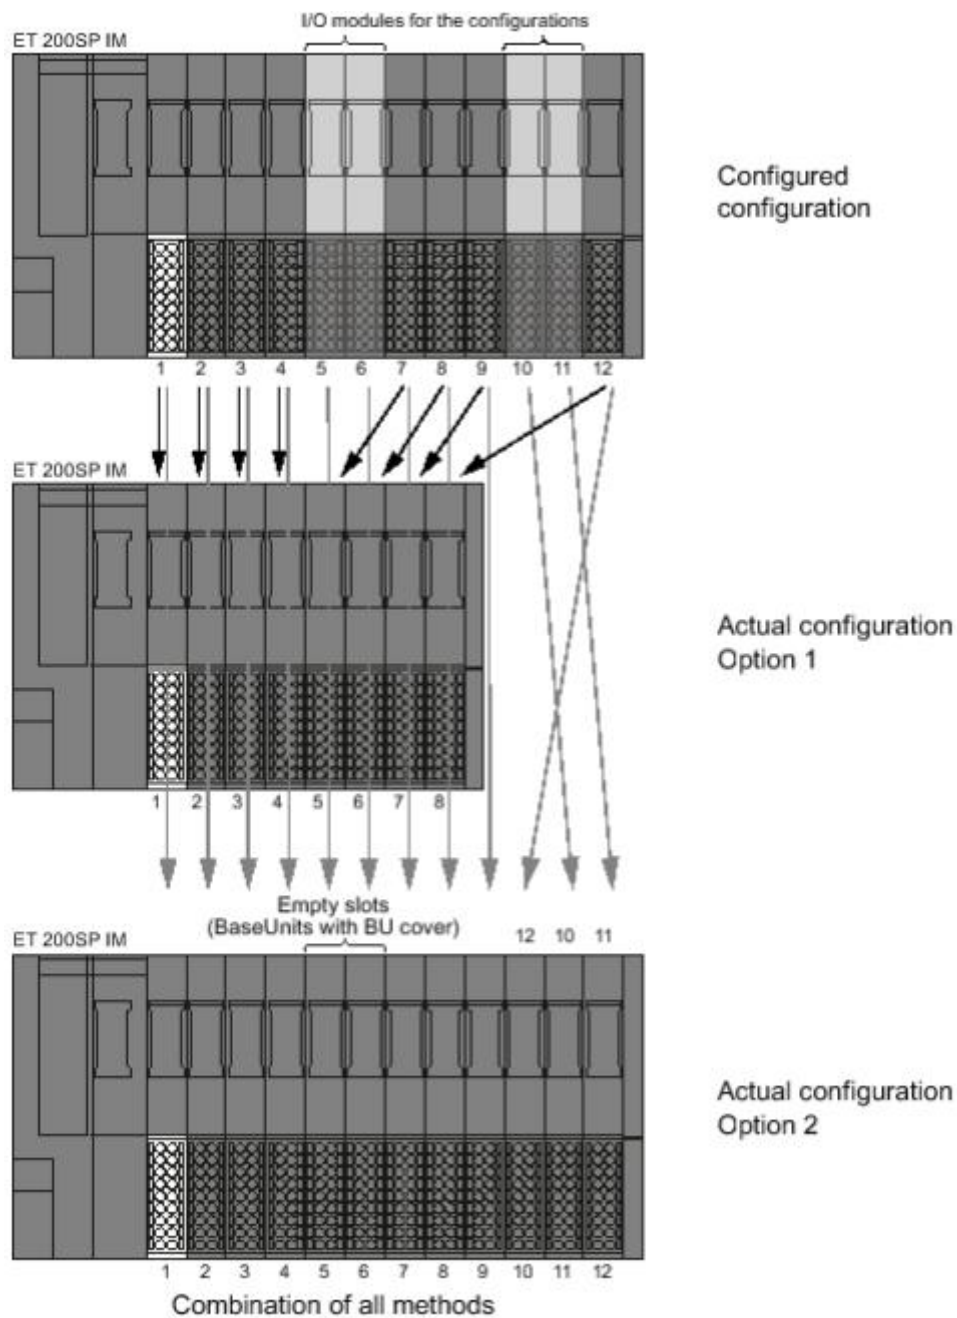 I/O modules for the configurations
ET 200SP IM
Configured
configuration
1 2 3 4 5 6 7 8 9 10 11 12
ET 200SP IM
Actual configuration
Option 1
1 2 3 4 5 6 7 8
Empty slots
(BaseUnits with BU cover)
ET 200SP IM
12 10 11
Actual configuration
Option 2
1 2 3 4 5 6 7 8 9 10 11 12
Combination of all methods